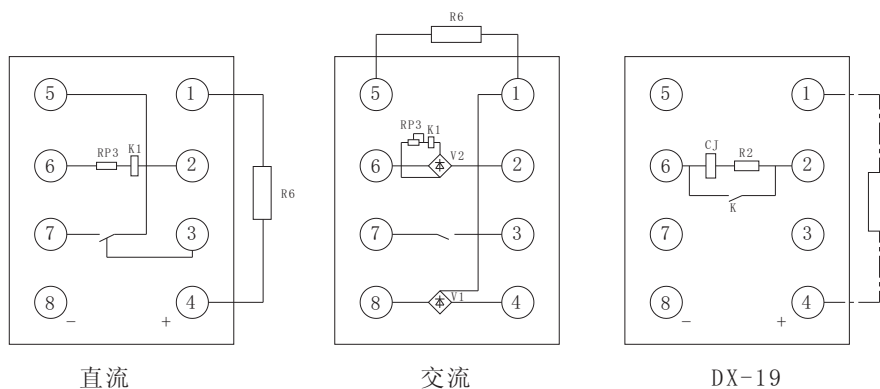 R6
5 1
RP3 K1
6 2
R6
7 3
8 4
- +
直流
R6
5 1
RP3 K1
6 V2 2
7 3
8 V1 4
交流
5 1
CJ R2
6 2
K
7 3
8 4
- +
DX-19